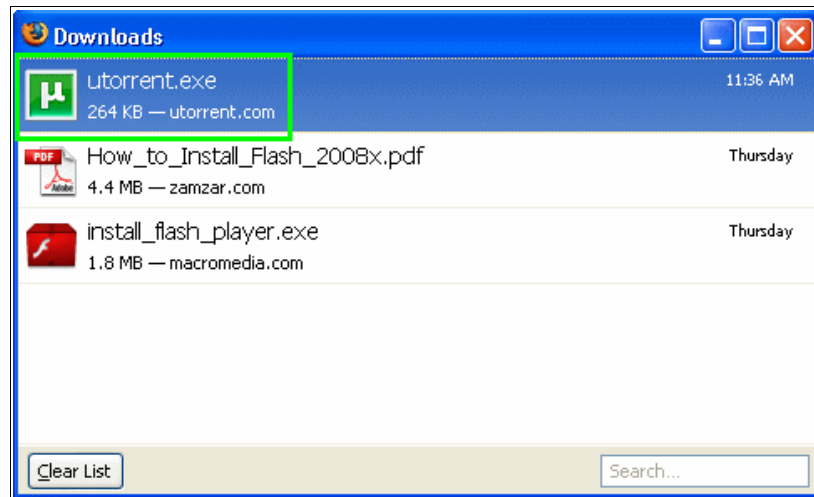 Downloads
utorrent.exe
11:36 AM
264 KB — utorrent.com
PDF
How_to_Install_Flash_2008x.pdf
Thursday
Adobe
4.4 MB — zamzar.com
install_flash_player.exe
Thursday
1.8 MB — macromedia.com
Clear List
Search...